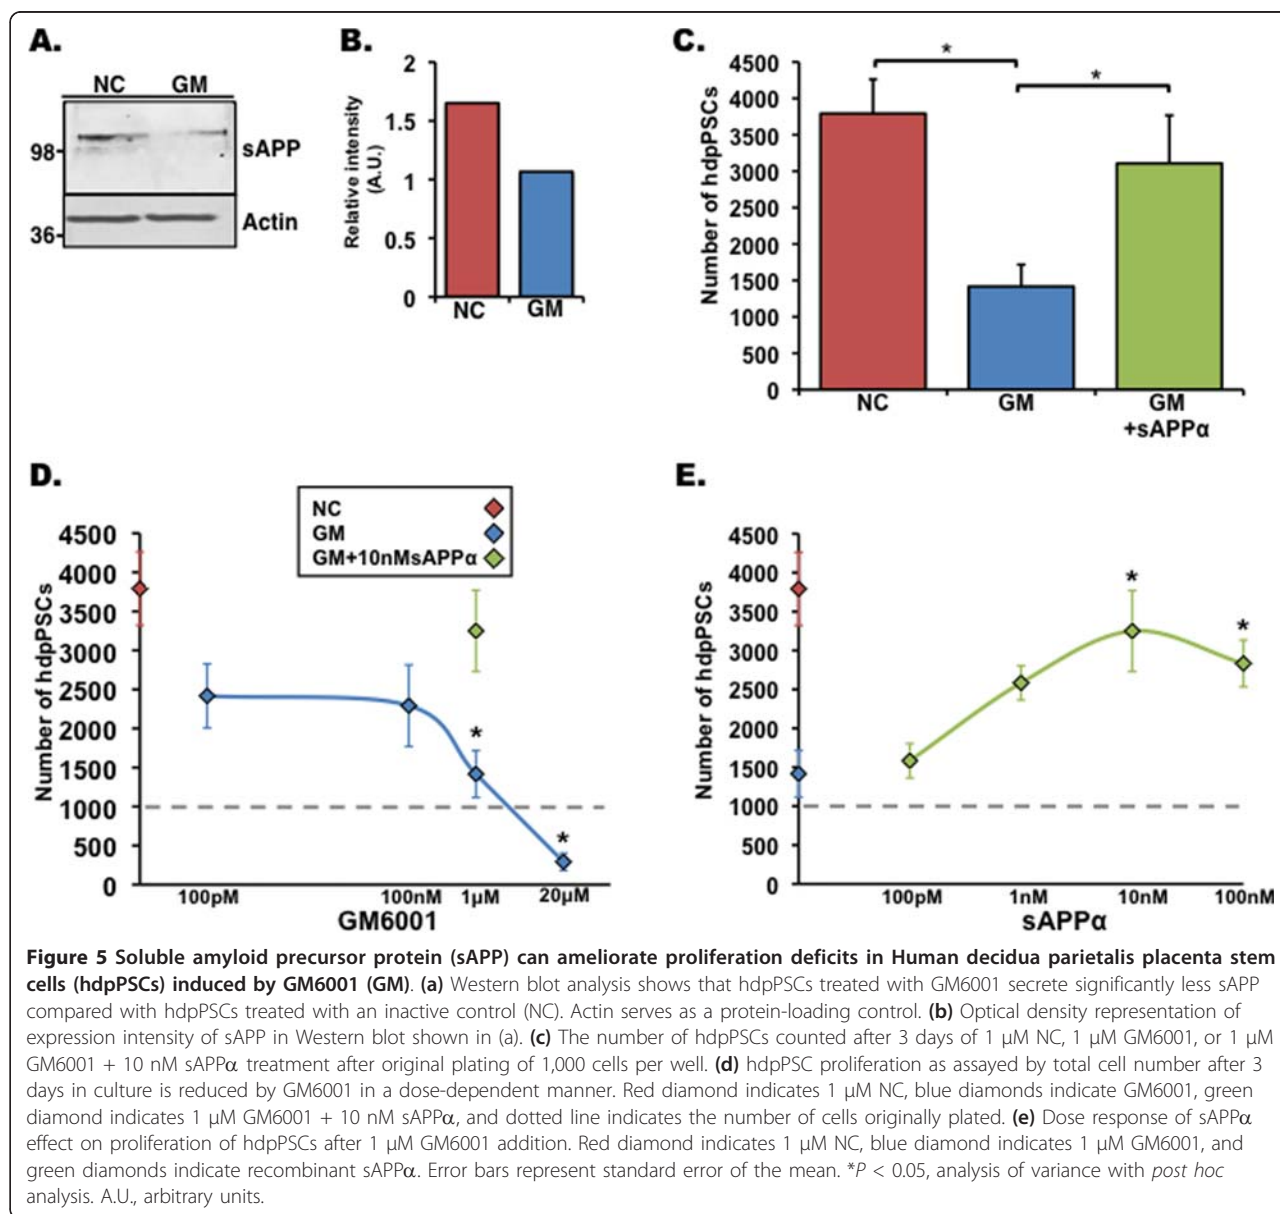 A.
NC GM
98
sAPP
Actin
36
B.
Relative intensity
(A.U.)
2
1.5
1
0.5
0
NC GM
C.
Number of hdpPSCs
4500
4000
3500
3000
2500
2000
1500
1000
500
0
*
*
NC GM GM
+sAPPα
D.
NC
GM
GM+10nMsAPPα
Number of hdpPSCs
4500
4000
3500
3000
2500
2000
1500
1000
500
0
*
*
100pM 100nM 1µM 20µM
GM6001
E.
Number of hdpPSCs
4500
4000
3500
3000
2500
2000
1500
1000
500
0
*
*
100pM 1nM 10nM 100nM
sAPPα
Figure 5 Soluble amyloid precursor protein (sAPP) can ameliorate proliferation deficits in Human decidua parietalis placenta stem
cells (hdpPSCs) induced by GM6001 (GM). (a) Western blot analysis shows that hdpPSCs treated with GM6001 secrete significantly less sAPP
compared with hdpPSCs treated with an inactive control (NC). Actin serves as a protein-loading control. (b) Optical density representation of
expression intensity of sAPP in Western blot shown in (a). (c) The number of hdpPSCs counted after 3 days of 1 µM NC, 1 µM GM6001, or 1 µM
GM6001 + 10 nM sAPPα treatment after original plating of 1,000 cells per well. (d) hdpPSC proliferation as assayed by total cell number after 3
days in culture is reduced by GM6001 in a dose-dependent manner. Red diamond indicates 1 µM NC, blue diamonds indicate GM6001, green
diamond indicates 1 µM GM6001 + 10 nM sAPPα, and dotted line indicates the number of cells originally plated. (e) Dose response of sAPPα
effect on proliferation of hdpPSCs after 1 µM GM6001 addition. Red diamond indicates 1 µM NC, blue diamond indicates 1 µM GM6001, and
green diamonds indicate recombinant sAPPα. Error bars represent standard error of the mean. *P < 0.05, analysis of variance with post hoc
analysis. A.U., arbitrary units.